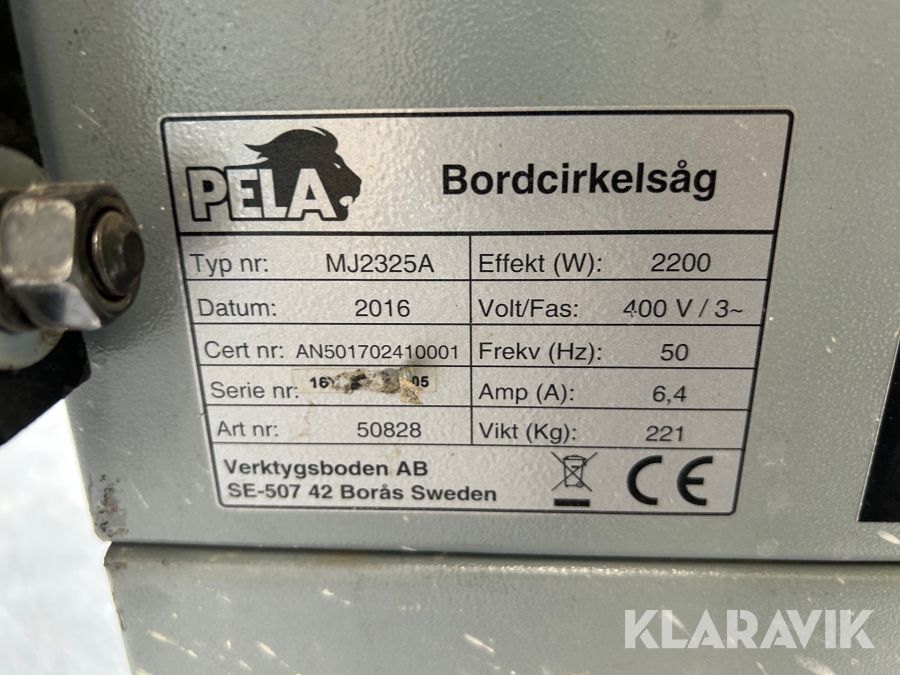 PELA
Bordcirkelsåg
Typ nr: MJ2325A
Effekt (W): 2200
Datum: 2016
Volt/Fas: 400 V / 3~
Cert nr: AN501702410001
Frekv (Hz): 50
Serie nr:
Amp (A): 6,4
Art nr: 50828
Vikt (Kg): 221
Verktygsboden AB
SE-507 42 Borås Sweden
CE
KLARAVIK